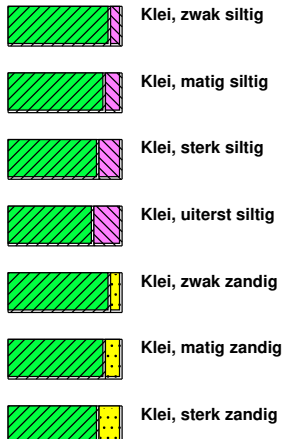 Klei, zwak siltig
Klei, matig siltig
Klei, sterk siltig
Klei, uiterst siltig
Klei, zwak zandig
Klei, matig zandig
Klei, sterk zandig